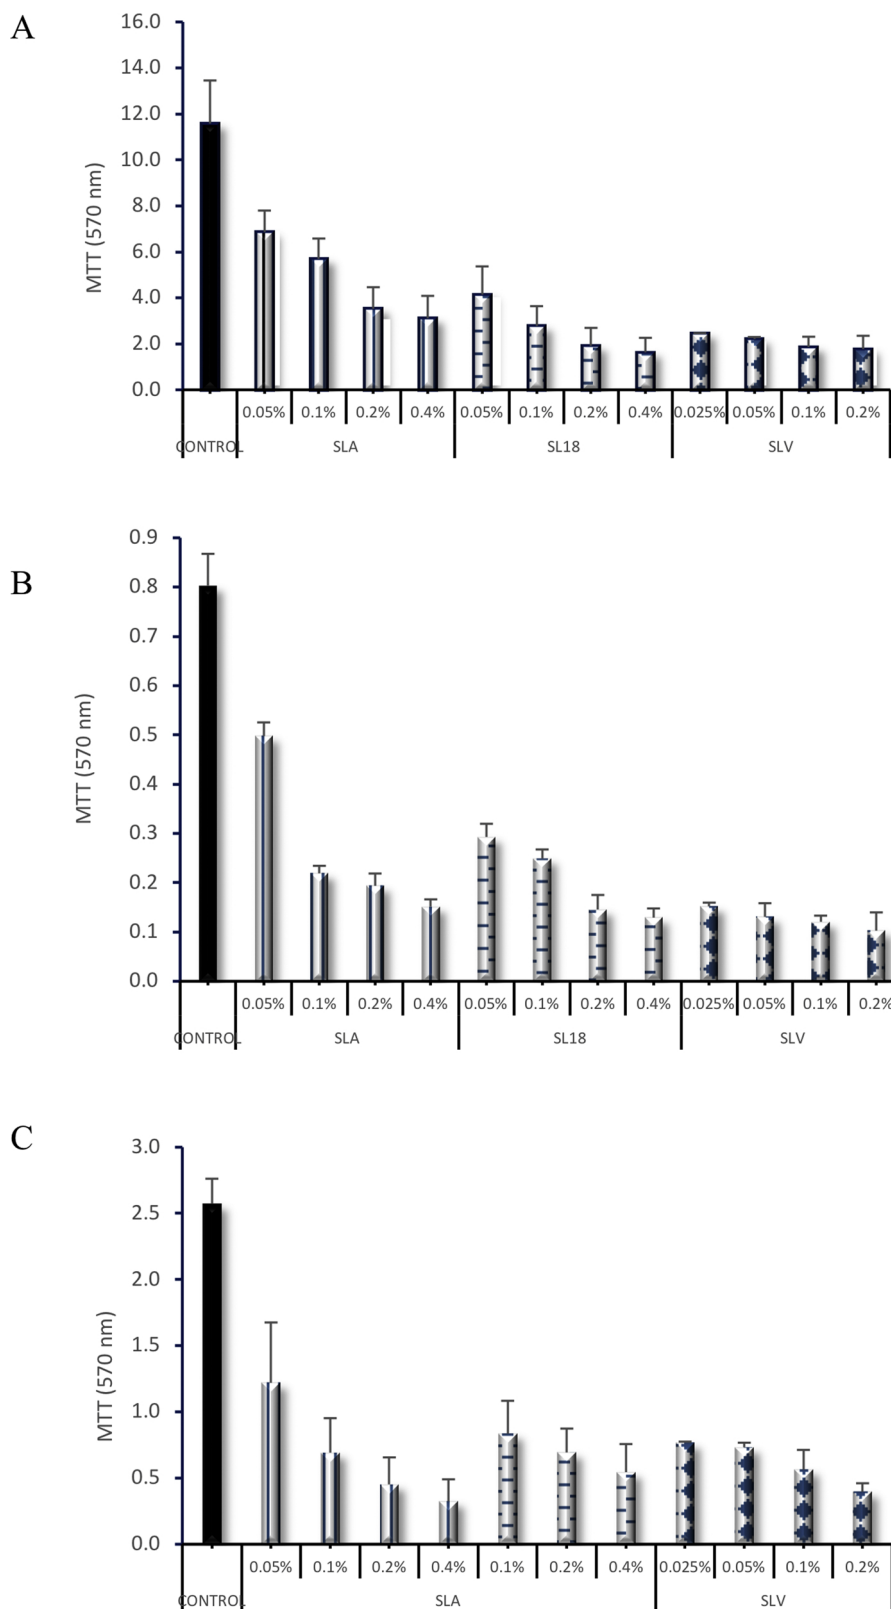 A
16.0
14.0
12.0
10.0
8.0
6.0
4.0
2.0
0.0
MTT (570 nm)
0.05% 0.1% 0.2% 0.4% 0.05% 0.1% 0.2% 0.4% 0.025% 0.05% 0.1% 0.2%
CONTROL SLA SL18 SLV
B
0.9
0.8
0.7
0.6
0.5
0.4
0.3
0.2
0.1
0.0
MTT (570 nm)
0.05% 0.1% 0.2% 0.4% 0.05% 0.1% 0.2% 0.4% 0.025% 0.05% 0.1% 0.2%
CONTROL SLA SL18 SLV
C
3.0
2.5
2.0
1.5
1.0
0.5
0.0
MTT (570 nm)
0.05% 0.1% 0.2% 0.4% 0.1% 0.2% 0.4% 0.025% 0.05% 0.1% 0.2%
CONTROL SLA SLV